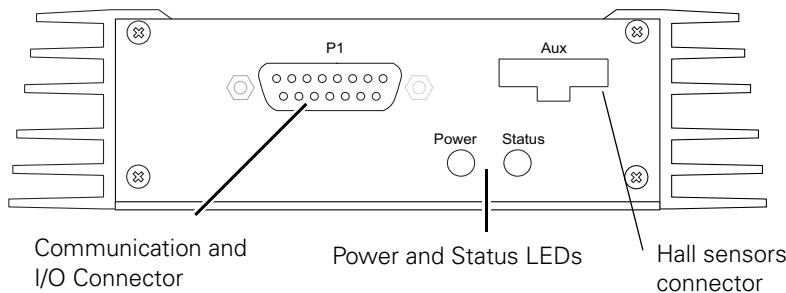 P1
Aux
Power
Status
Communication and
I/O Connector
Power and Status LEDs
Hall sensors
connector